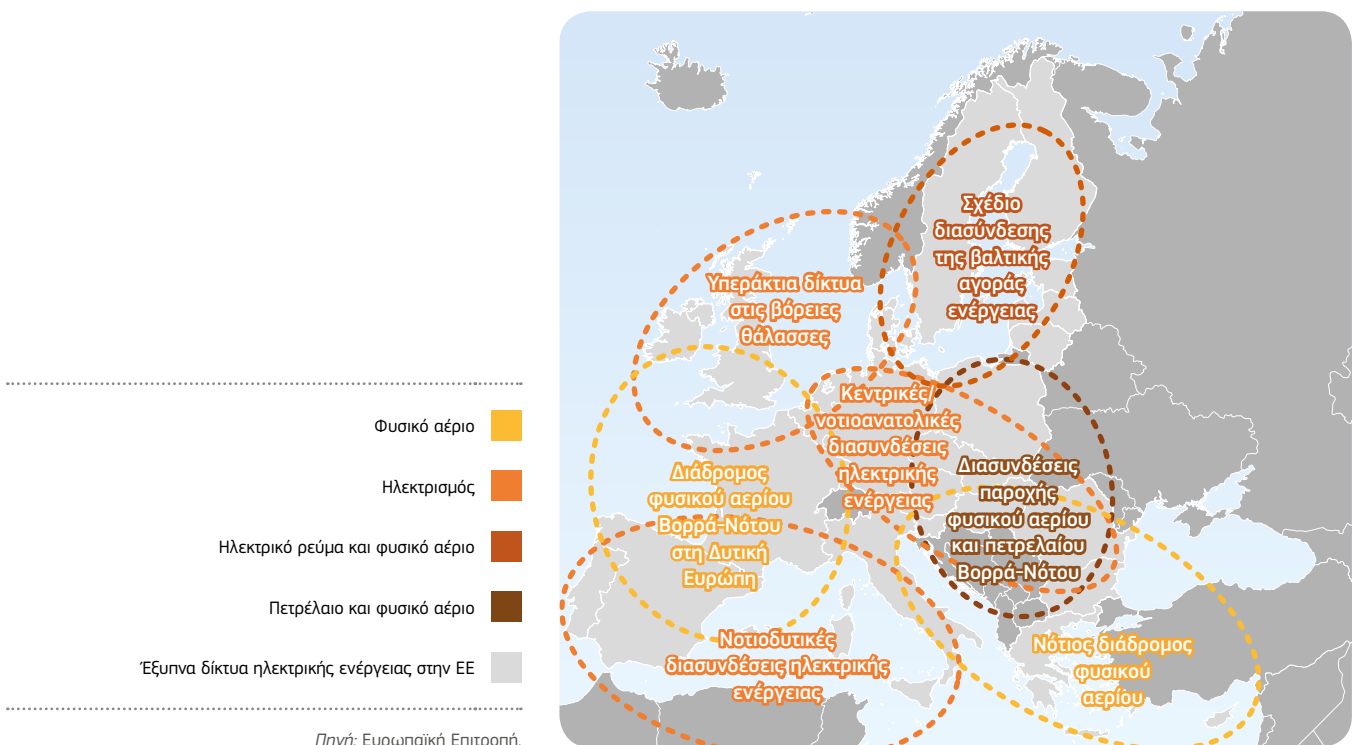 Φυσικό αέριο
Ηλεκτρισμός
Ηλεκτρικό ρεύμα και φυσικό αέριο
Πετρέλαιο και φυσικό αέριο
Έξυπνα δίκτυα ηλεκτρικής ενέργειας στην ΕΕ
Πηγή: Ευρωπαϊκή Επιτροπή.
Σχέδιο
διασύνδεσης
της βαλτικής
αγοράς
ενέργειας
Υπεράκτια δίκτυα
στις βόρειες
θάλασσες
Κεντρικές/
νοτιοανατολικές
διασυνδέσεις
ηλεκτρικής
ενέργειας
Διασυνδέσεις
παροχής
φυσικού αερίου
και πετρελαίου
Βορρά-Νότου
Διάδρομος
φυσικού αερίου
Βορρά-Νότου
στη Δυτική
Ευρώπη
Νοτιοδυτικές
διασυνδέσεις ηλεκτρικής
ενέργειας
Νότιος διάδρομος
φυσικού
αερίου